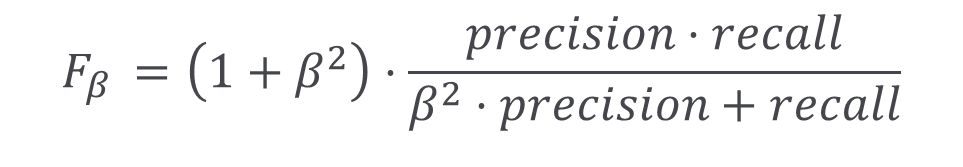 F_β = (1 + β²) · (precision · recall) / (β² · precision + recall)